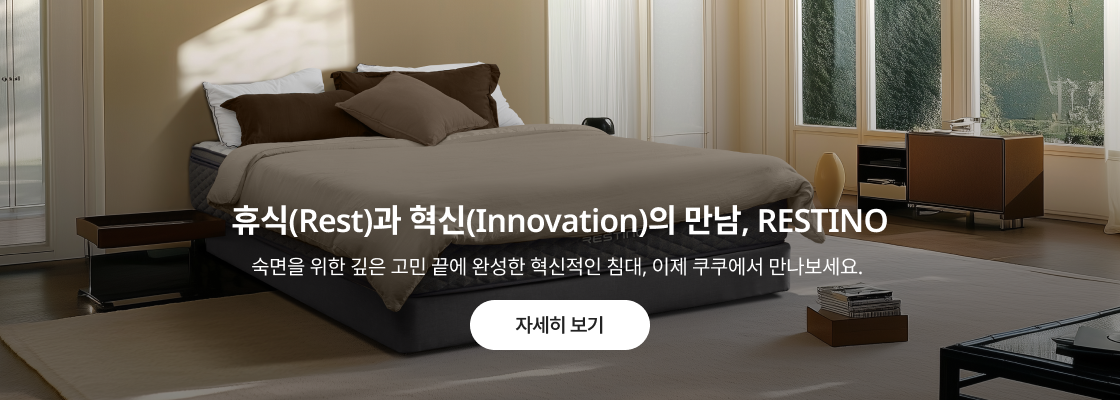 휴식(Rest)과 혁신(Innovation)의 만남, RESTINO
숙면을 위한 깊은 고민 끝에 완성한 혁신적인 침대, 이제 쿠쿠에서 만나보세요.
자세히 보기